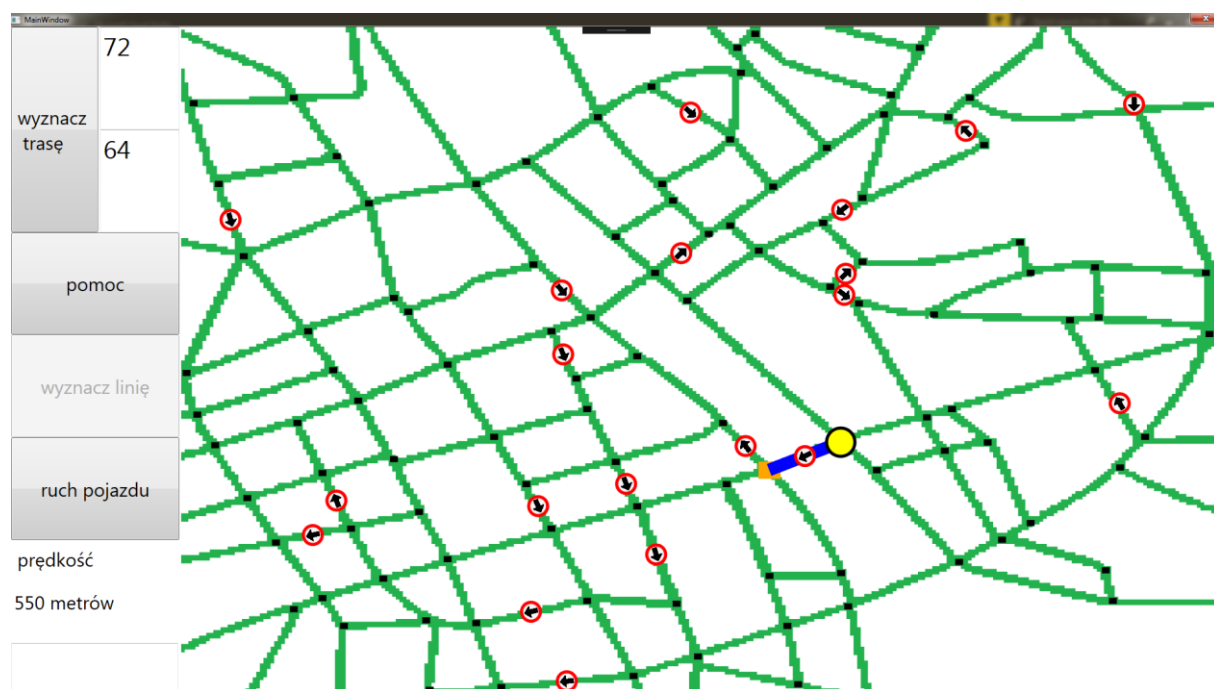 MainWindow
72
wyznacz
trasę
64
pomoc
wyznacz linię
ruch pojazdu
prędkość
550 metrów